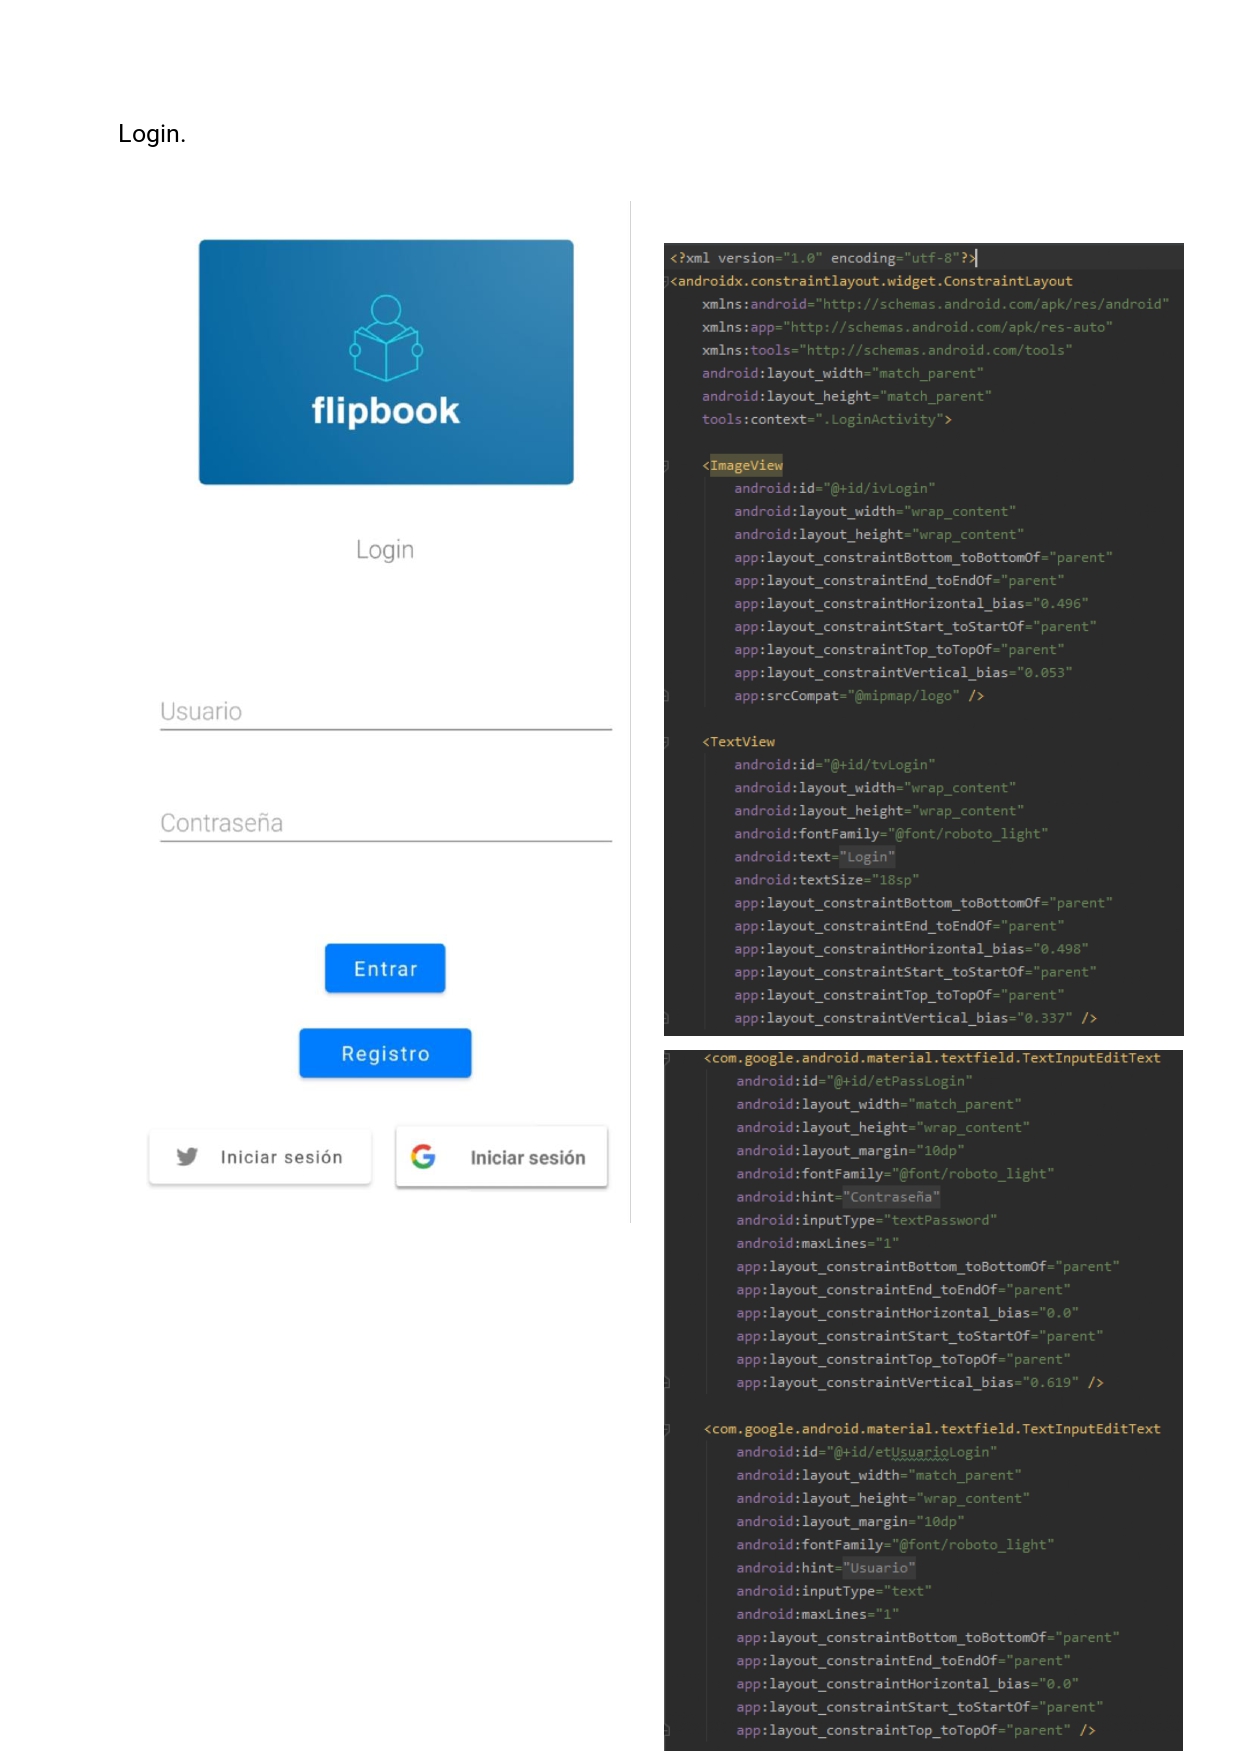 Login.
flipbook
Login
Usuario
Contraseña
Entrar
Registro
Iniciar sesión
Iniciar sesión
<?xml version="1.0" encoding="utf-8"?>
<androidx.constraintlayout.widget.ConstraintLayout
xmlns:android="http://schemas.android.com/apk/res/android"
xmlns:app="http://schemas.android.com/apk/res-auto"
xmlns:tools="http://schemas.android.com/tools"
android:layout_width="match_parent"
android:layout_height="match_parent"
tools:context=".LoginActivity">
<ImageView
android:id="@+id/ivLogin"
android:layout_width="wrap_content"
android:layout_height="wrap_content"
app:layout_constraintBottom_toBottomOf="parent"
app:layout_constraintEnd_toEndOf="parent"
app:layout_constraintHorizontal_bias="0.496"
app:layout_constraintStart_toStartOf="parent"
app:layout_constraintTop_toTopOf="parent"
app:layout_constraintVertical_bias="0.053"
app:srcCompat="@mipmap/logo" />
<TextView
android:id="@+id/tvLogin"
android:layout_width="wrap_content"
android:layout_height="wrap_content"
android:fontFamily="@font/roboto_light"
android:text="Login"
android:textSize="18sp"
app:layout_constraintBottom_toBottomOf="parent"
app:layout_constraintEnd_toEndOf="parent"
app:layout_constraintHorizontal_bias="0.498"
app:layout_constraintStart_toStartOf="parent"
app:layout_constraintTop_toTopOf="parent"
app:layout_constraintVertical_bias="0.337" />
<com.google.android.material.textfield.TextInputEditText
android:id="@+id/etPassLogin"
android:layout_width="match_parent"
android:layout_height="wrap_content"
android:layout_margin="10dp"
android:fontFamily="@font/roboto_light"
android:hint="Contraseña"
android:inputType="textPassword"
android:maxLines="1"
app:layout_constraintBottom_toBottomOf="parent"
app:layout_constraintEnd_toEndOf="parent"
app:layout_constraintHorizontal_bias="0.0"
app:layout_constraintStart_toStartOf="parent"
app:layout_constraintTop_toTopOf="parent"
app:layout_constraintVertical_bias="0.619" />
<com.google.android.material.textfield.TextInputEditText
android:id="@+id/etUsuarioLogin"
android:layout_width="match_parent"
android:layout_height="wrap_content"
android:layout_margin="10dp"
android:fontFamily="@font/roboto_light"
android:hint="Usuario"
android:inputType="text"
android:maxLines="1"
app:layout_constraintBottom_toBottomOf="parent"
app:layout_constraintEnd_toEndOf="parent"
app:layout_constraintHorizontal_bias="0.0"
app:layout_constraintStart_toStartOf="parent"
app:layout_constraintTop_toTopOf="parent" />